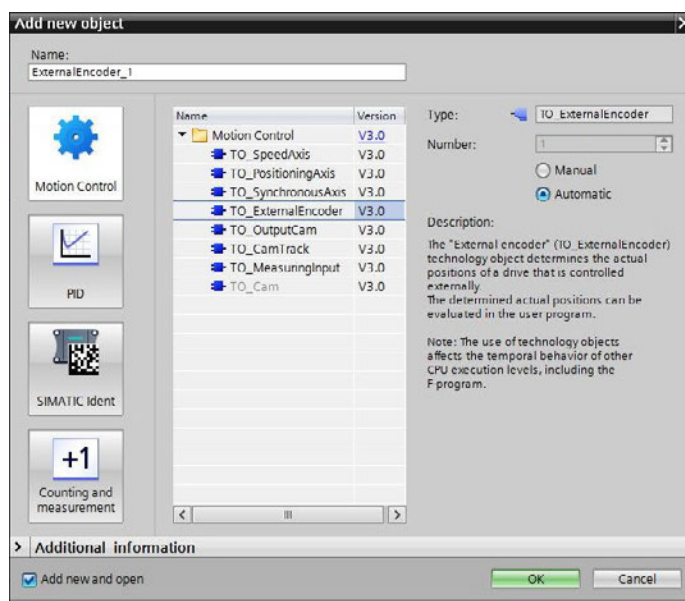 Add new object
Name:
ExternalEncoder_1
Motion Control
PID
SIMATIC Ident
+1
Counting and
measurement
Name Version
Motion Control V3.0
TO_SpeedAxis V3.0
TO_PositioningAxis V3.0
TO_SynchronousAxis V3.0
TO_ExternalEncoder V3.0
TO_OutputCam V3.0
TO_CamTrack V3.0
TO_MeasuringInput V3.0
TO_Cam V3.0
Type: TO_ExternalEncoder
Number: 1
Manual
Automatic
Description:
The "External encoder" (TO_ExternalEncoder)
technology object determines the actual
positions of a drive that is controlled
externally.
The determined actual positions can be
evaluated in the user program.
Note: The use of technology objects
affects the temporal behavior of other
CPU execution levels, including the
F-program.
Additional information
Add new and open
OK
Cancel